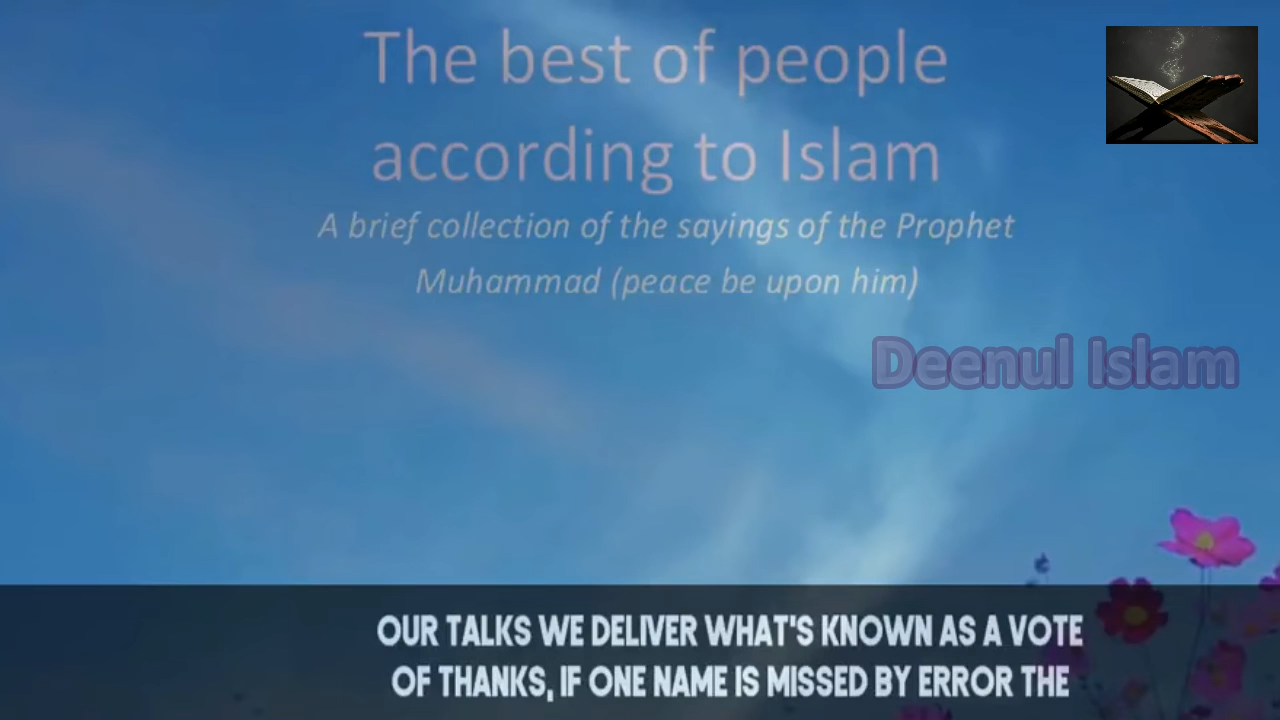 The best of people
according to Islam
A brief collection of the sayings of the Prophet
Muhammad (peace be upon him)
Deenul Islam
OUR TALKS WE DELIVER WHAT'S KNOWN AS A VOTE
OF THANKS, IF ONE NAME IS MISSED BY ERROR THE